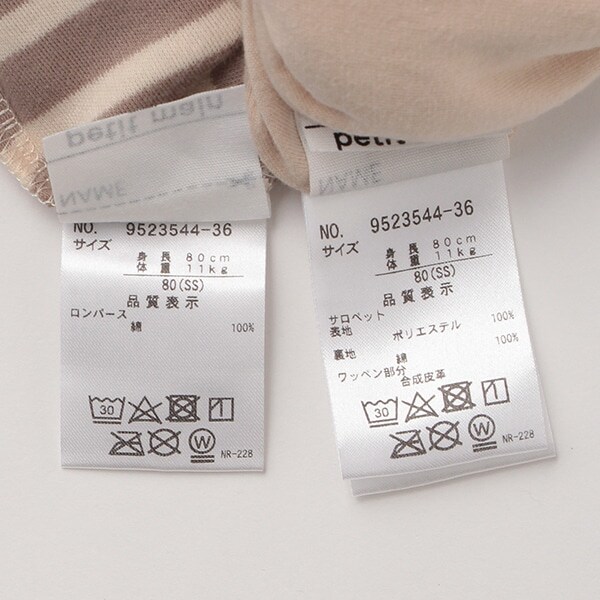 petit main
NAME
NO. 9523544-36
サイズ
身 長 80cm
体 重 11kg
80(SS)
品質表示
ロンパース
綿 100%
30
W
NR-228
petit
NAME
NO. 9523544-36
サイズ
身 長 80cm
体 重 11kg
80(SS)
品質表示
サロペット
表地 ポリエステル 100%
裏地 綿 100%
ワッペン部分
合成皮革
30
W
NR-228